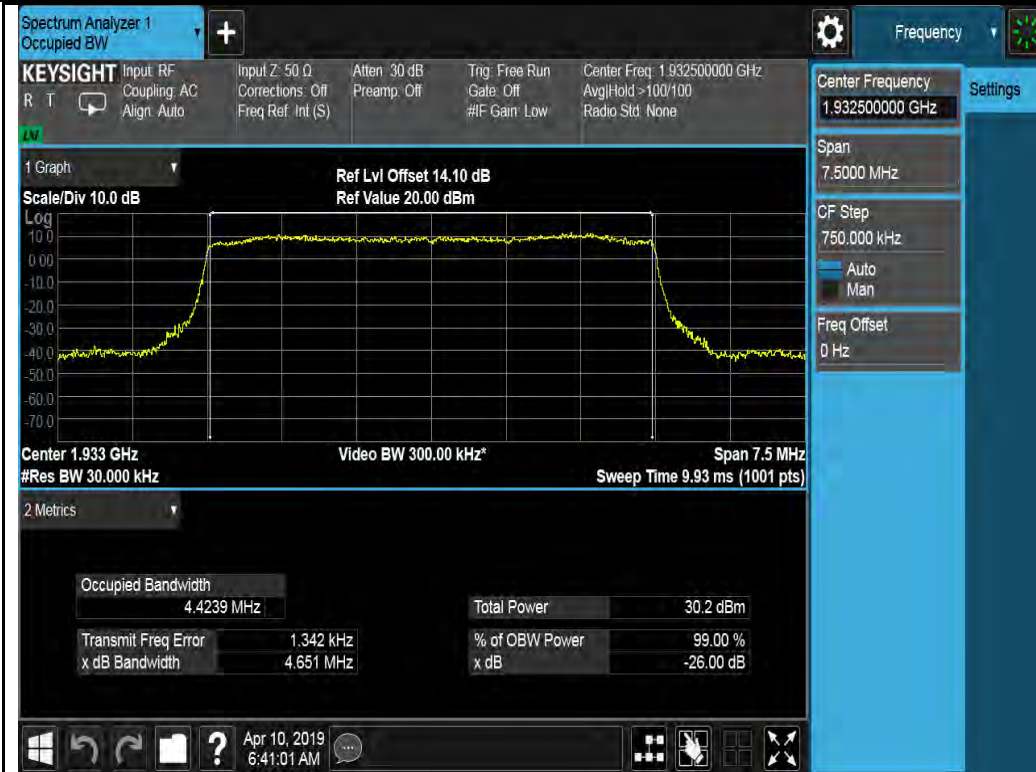 Spectrum Analyzer 1
Occupied BW
+
Frequency
KEYSIGHT
R T
LNI
Input: RF
Coupling: AC
Align: Auto
Input Z: 50 Ω
Corrections: Off
Freq Ref: Int (S)
Atten: 30 dB
Preamp: Off
Trig: Free Run
Gate: Off
#IF Gain: Low
Center Freq: 1.932500000 GHz
Avg|Hold >100/100
Radio Std: None
Center Frequency
1.932500000 GHz
Settings
Span
7.5000 MHz
CF Step
750.000 kHz
Auto
Man
Freq Offset
0 Hz
1 Graph
Scale/Div 10.0 dB
Ref Lvl Offset 14.10 dB
Ref Value 20.00 dBm
Log
10.0
0.00
-10.0
-20.0
-30.0
-40.0
-50.0
-60.0
-70.0
Center 1.933 GHz
#Res BW 30.000 kHz
Video BW 300.00 kHz*
Span 7.5 MHz
Sweep Time 9.93 ms (1001 pts)
2 Metrics
Occupied Bandwidth
4.4239 MHz
Total Power 30.2 dBm
Transmit Freq Error 1.342 kHz
% of OBW Power 99.00 %
x dB Bandwidth 4.651 MHz
x dB -26.00 dB
?
Apr 10, 2019
6:41:01 AM